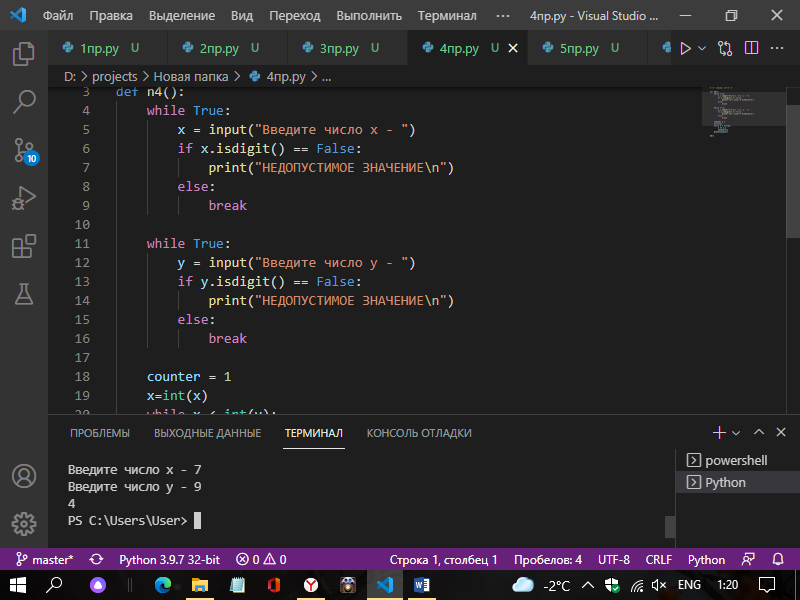 Файл Правка Выделение Вид Переход Выполнить Терминал ··· 4пр.py - Visual Studio ...
1пр.py U 2пр.py U 3пр.py U 4пр.py U 5пр.py U ···
D: > projects > Новая папка > 4пр.py > ...
3 def n4():
4 while True:
5 x = input("Введите число x - ")
6 if x.isdigit() == False:
7 print("НЕДОПУСТИМОЕ ЗНАЧЕНИЕ\n")
8 else:
9 break
10
11 while True:
12 y = input("Введите число y - ")
13 if y.isdigit() == False:
14 print("НЕДОПУСТИМОЕ ЗНАЧЕНИЕ\n")
15 else:
16 break
17
18 counter = 1
19 x=int(x)
20 while x < int(y):
10
ПРОБЛЕМЫ ВЫХОДНЫЕ ДАННЫЕ ТЕРМИНАЛ КОНСОЛЬ ОТЛАДКИ
Введите число x - 7
Введите число y - 9
4
PS C:\Users\User>
powershell
Python
master* Python 3.9.7 32-bit 0 0 Строка 1, столбец 1 Пробелов: 4 UTF-8 CRLF Python
-2°C ENG 1:20